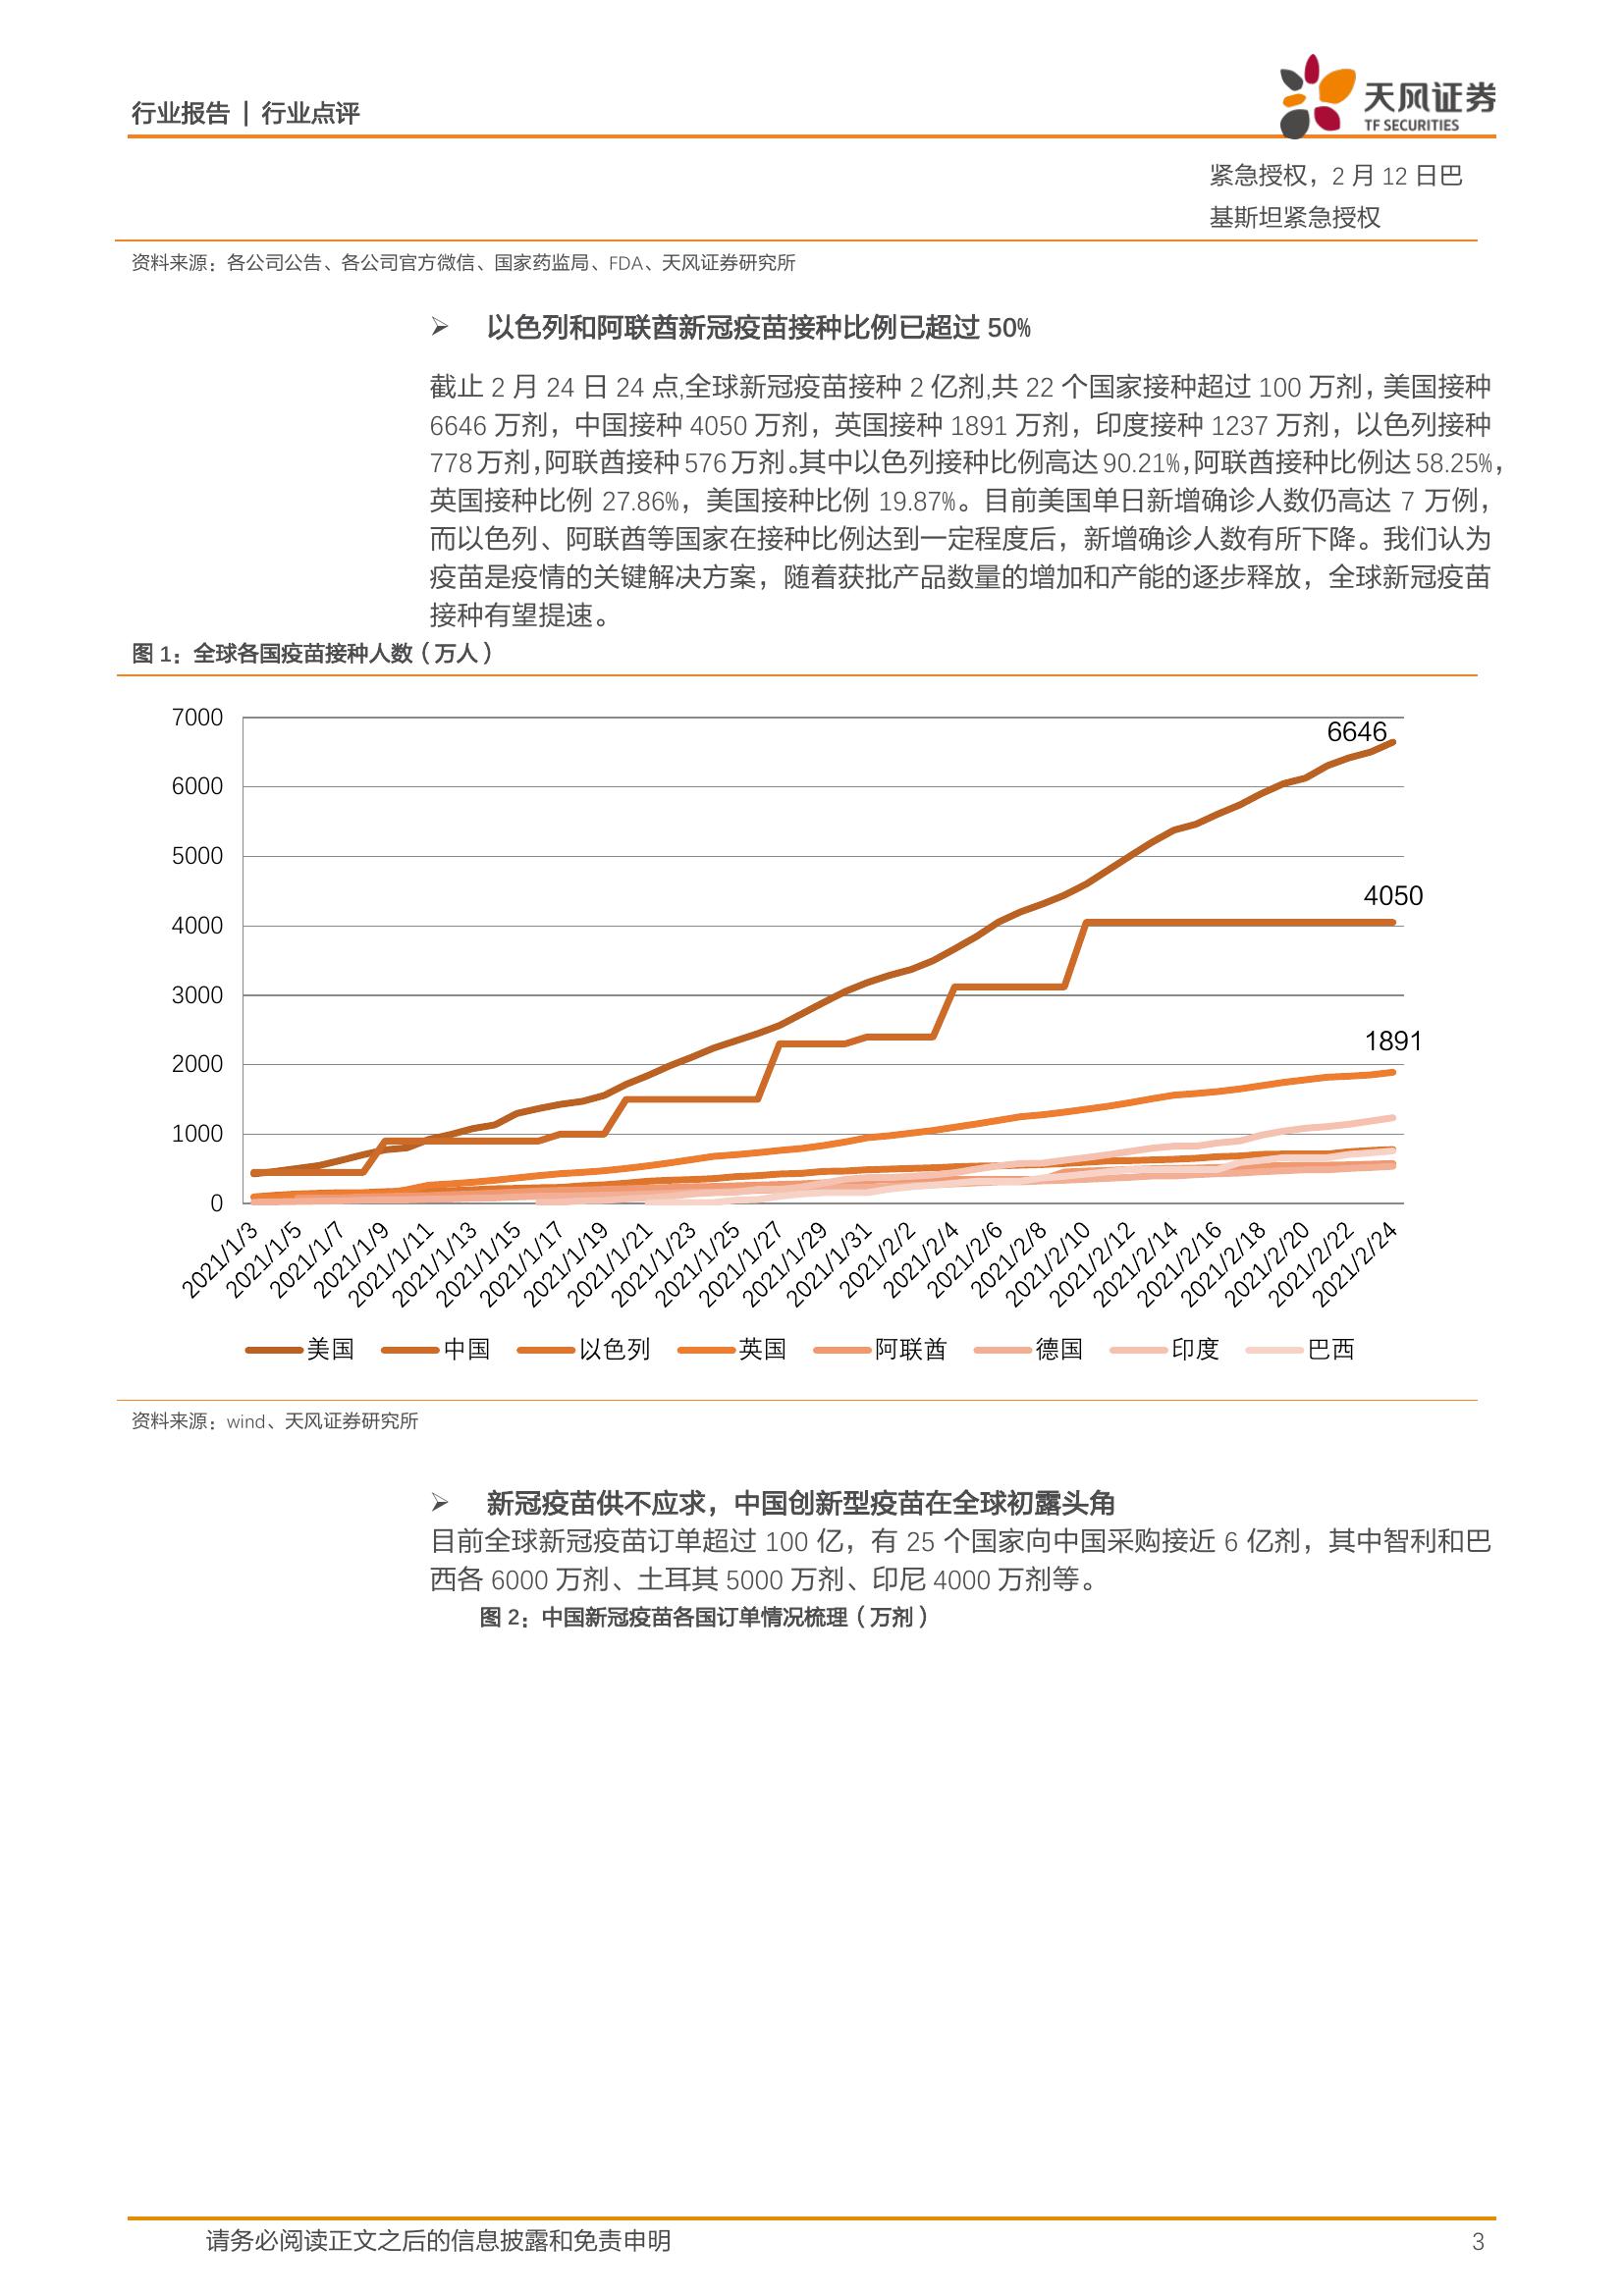 行业报告 | 行业点评
天风证券
TF SECURITIES
紧急授权，2 月 12 日巴
基斯坦紧急授权
资料来源：各公司公告、各公司官方微信、国家药监局、FDA、天风证券研究所
➢ 以色列和阿联酋新冠疫苗接种比例已超过 50%
截止 2 月 24 日 24 点,全球新冠疫苗接种 2 亿剂,共 22 个国家接种超过 100 万剂，美国接种
6646 万剂，中国接种 4050 万剂，英国接种 1891 万剂，印度接种 1237 万剂，以色列接种
778 万剂，阿联酋接种 576 万剂。其中以色列接种比例高达 90.21%，阿联酋接种比例达 58.25%，
英国接种比例 27.86%，美国接种比例 19.87%。目前美国单日新增确诊人数仍高达 7 万例，
而以色列、阿联酋等国家在接种比例达到一定程度后，新增确诊人数有所下降。我们认为
疫苗是疫情的关键解决方案，随着获批产品数量的增加和产能的逐步释放，全球新冠疫苗
接种有望提速。
图 1：全球各国疫苗接种人数（万人）
7000
6000
5000
4000
3000
2000
1000
0
6646
4050
1891
2021/1/3
2021/1/5
2021/1/7
2021/1/9
2021/1/11
2021/1/13
2021/1/15
2021/1/17
2021/1/19
2021/1/21
2021/1/23
2021/1/25
2021/1/27
2021/1/29
2021/1/31
2021/2/2
2021/2/4
2021/2/6
2021/2/8
2021/2/10
2021/2/12
2021/2/14
2021/2/16
2021/2/18
2021/2/20
2021/2/22
2021/2/24
美国 中国 以色列 英国 阿联酋 德国 印度 巴西
资料来源：wind、天风证券研究所
➢ 新冠疫苗供不应求，中国创新型疫苗在全球初露头角
目前全球新冠疫苗订单超过 100 亿，有 25 个国家向中国采购接近 6 亿剂，其中智利和巴
西各 6000 万剂、土耳其 5000 万剂、印尼 4000 万剂等。
图 2：中国新冠疫苗各国订单情况梳理（万剂）
请务必阅读正文之后的信息披露和免责申明 3